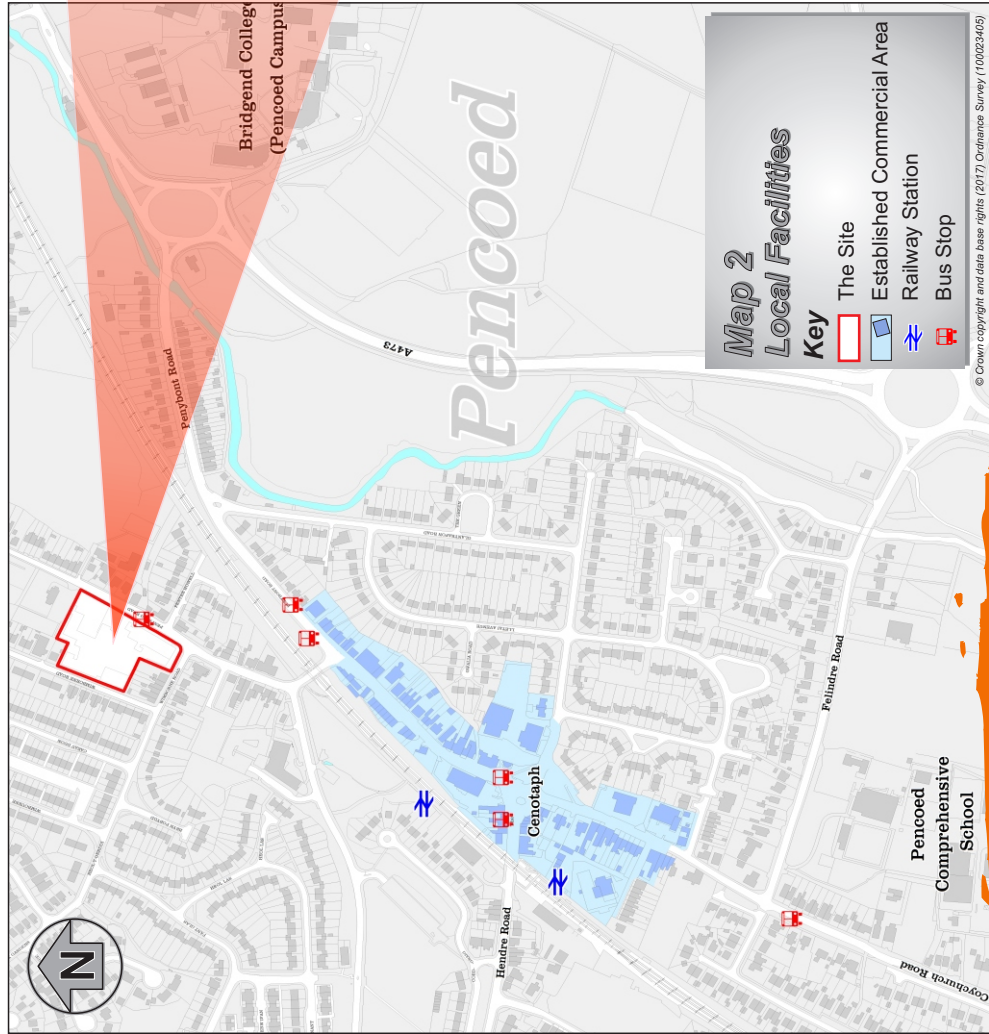 Bridgend College
(Pencoed Campus
Pencoed
Penybont Road
A473
Cenotaph
Hendre Road
Felindre Road
Pencoed
Comprehensive
School
Coychurch Road
N
Map 2
Local Facilities
Key
The Site
Established Commercial Area
Railway Station
Bus Stop
© Crown copyright and data base rights (2017) Ordnance Survey (100023405)